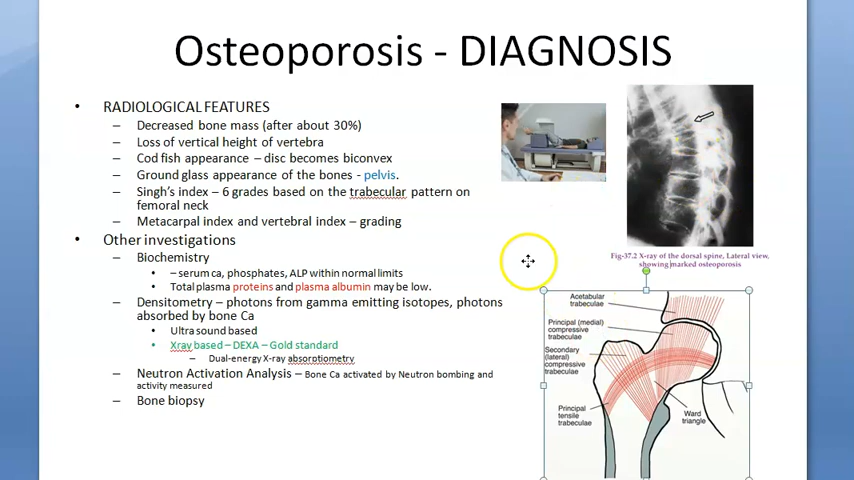 Osteoporosis - DIAGNOSIS
• RADIOLOGICAL FEATURES
– Decreased bone mass (after about 30%)
– Loss of vertical height of vertebra
– Cod fish appearance – disc becomes biconvex
– Ground glass appearance of the bones - pelvis.
– Singh's index – 6 grades based on the trabecular pattern on
femoral neck
– Metacarpal index and vertebral index – grading
• Other investigations
– Biochemistry
• – serum ca, phosphates, ALP within normal limits
• Total plasma proteins and plasma albumin may be low.
– Densitometry – photons from gamma emitting isotopes, photons
absorbed by bone Ca
• Ultra sound based
• Xray based – DEXA – Gold standard
– Dual-energy X-ray absorotiometry
– Neutron Activation Analysis – Bone Ca activated by Neutron bombing and
activity measured
– Bone biopsy
Fig-37.2 X-ray of the dorsal spine, Lateral view,
showing marked osteoporosis
Acetabular
trabeculae
Principal (medial)
compressive
trabeculae
Secondary
(lateral)
compressive
trabeculae
Principal
tensile
trabeculae
Ward
triangle